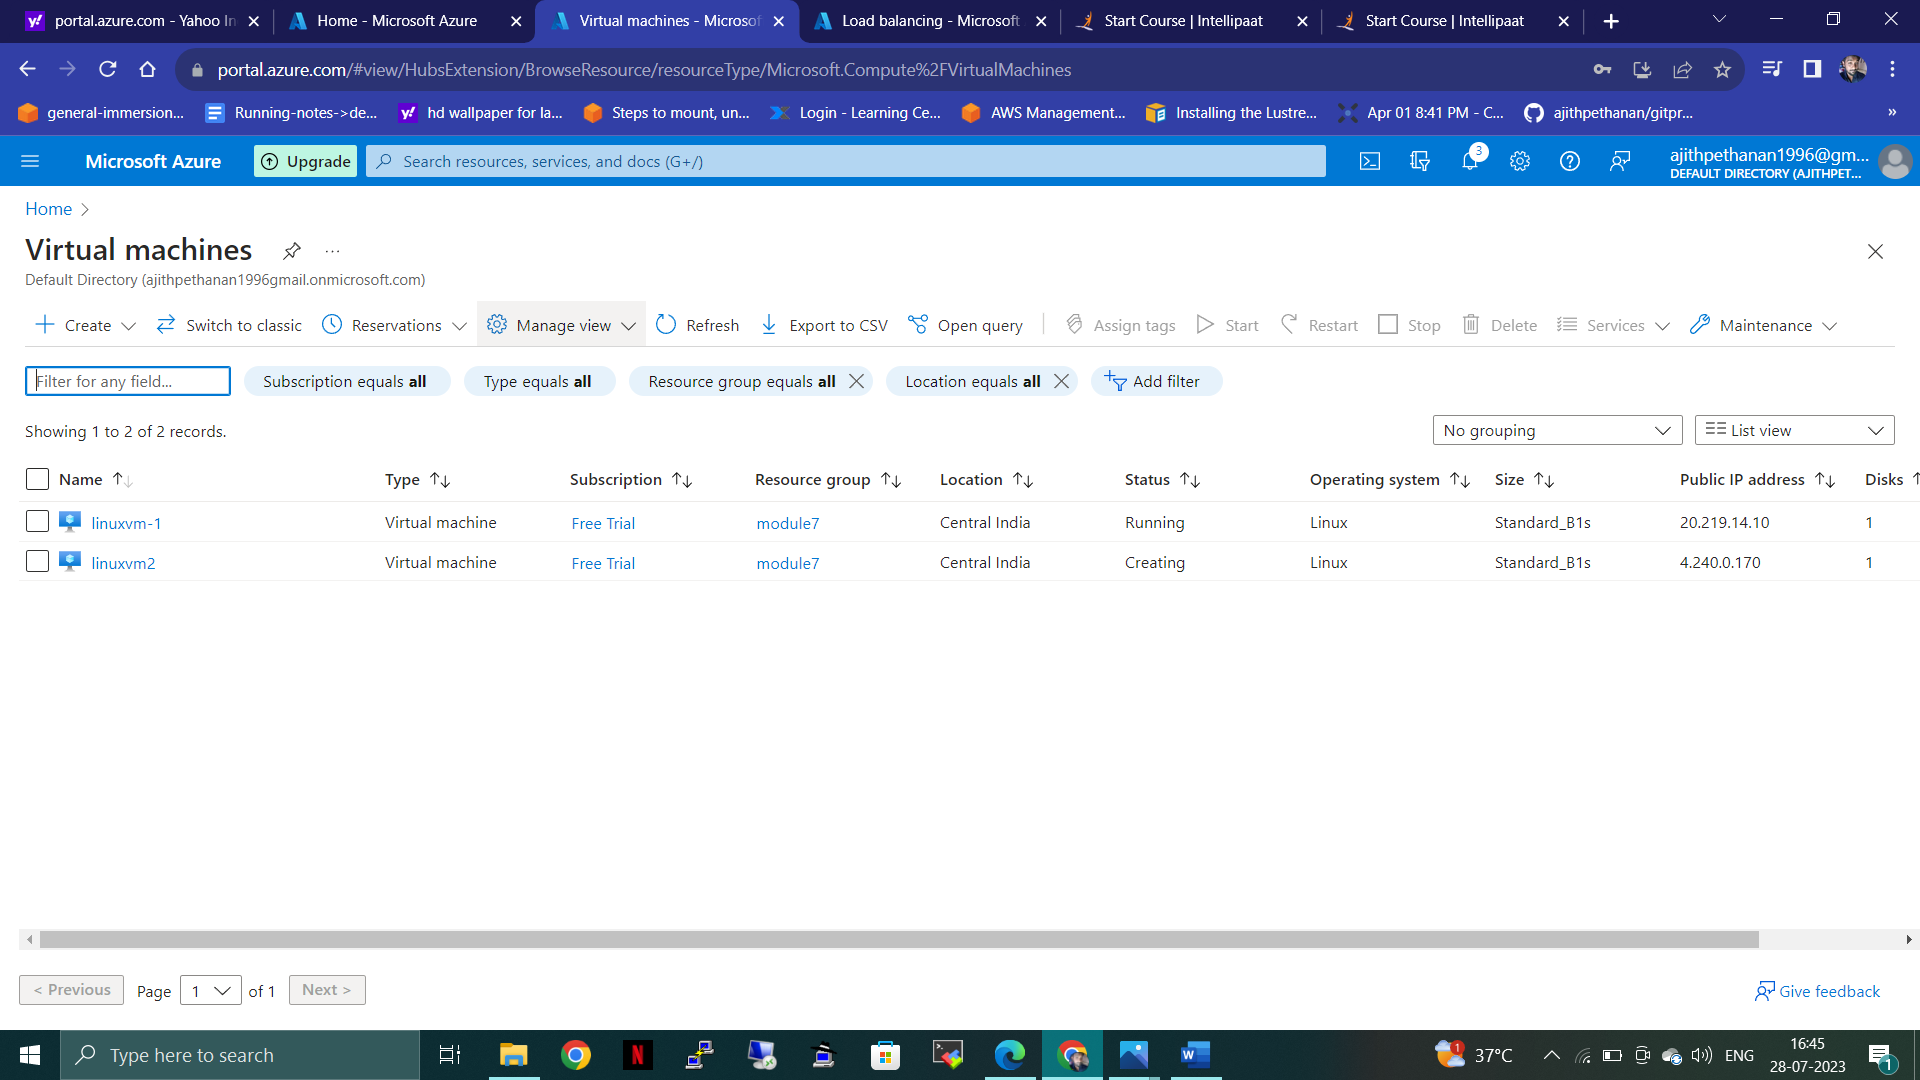 portal.azure.com - Yahoo In
Home - Microsoft Azure
Virtual machines - Microsof
Load balancing - Microsoft
Start Course | Intellipaat
Start Course | Intellipaat
portal.azure.com/#view/HubsExtension/BrowseResource/resourceType/Microsoft.Compute%2FVirtualMachines
general-immersion...
Running-notes->de...
hd wallpaper for la...
Steps to mount, un...
Login - Learning Ce...
AWS Management...
Installing the Lustre...
Apr 01 8:41 PM - C...
ajithpethanan/gitpr...
»
Microsoft Azure
Upgrade
Search resources, services, and docs (G+/)
3
ajithpethanan1996@gm...
DEFAULT DIRECTORY (AJITHPET...
Home >
Virtual machines
...
Default Directory (ajithpethanan1996gmail.onmicrosoft.com)
Create
Switch to classic
Reservations
Manage view
Refresh
Export to CSV
Open query
Assign tags
Start
Restart
Stop
Delete
Services
Maintenance
Filter for any field...
Subscription equals all
Type equals all
Resource group equals all
Location equals all
Add filter
Showing 1 to 2 of 2 records.
No grouping
List view
Name Type Subscription Resource group Location Status Operating system Size Public IP address Disks
linuxvm-1 Virtual machine Free Trial module7 Central India Running Linux Standard_B1s 20.219.14.10 1
linuxvm2 Virtual machine Free Trial module7 Central India Creating Linux Standard_B1s 4.240.0.170 1
< Previous
Page 1 of 1
Next >
Give feedback
Type here to search
1
37°C
ENG
16:45
28-07-2023
1